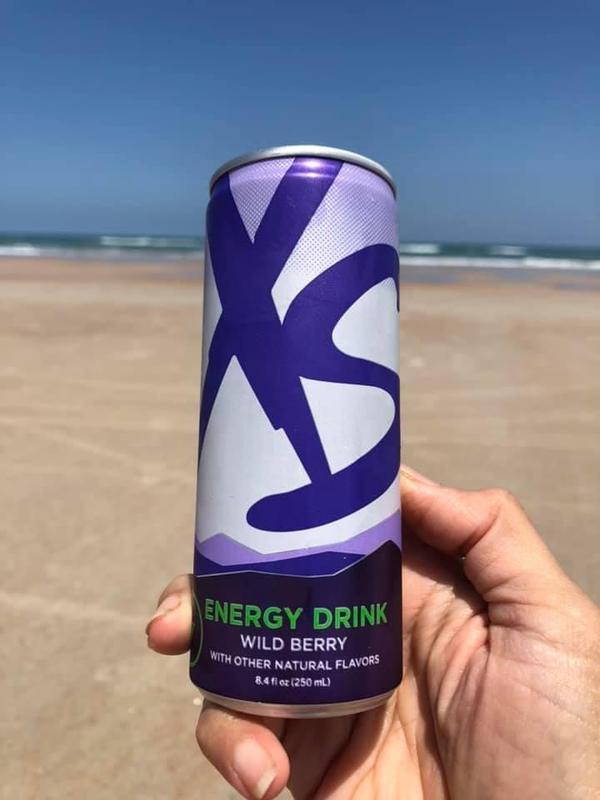 XS
ENERGY DRINK
WILD BERRY
WITH OTHER NATURAL FLAVORS
8.4 fl oz (250 mL)